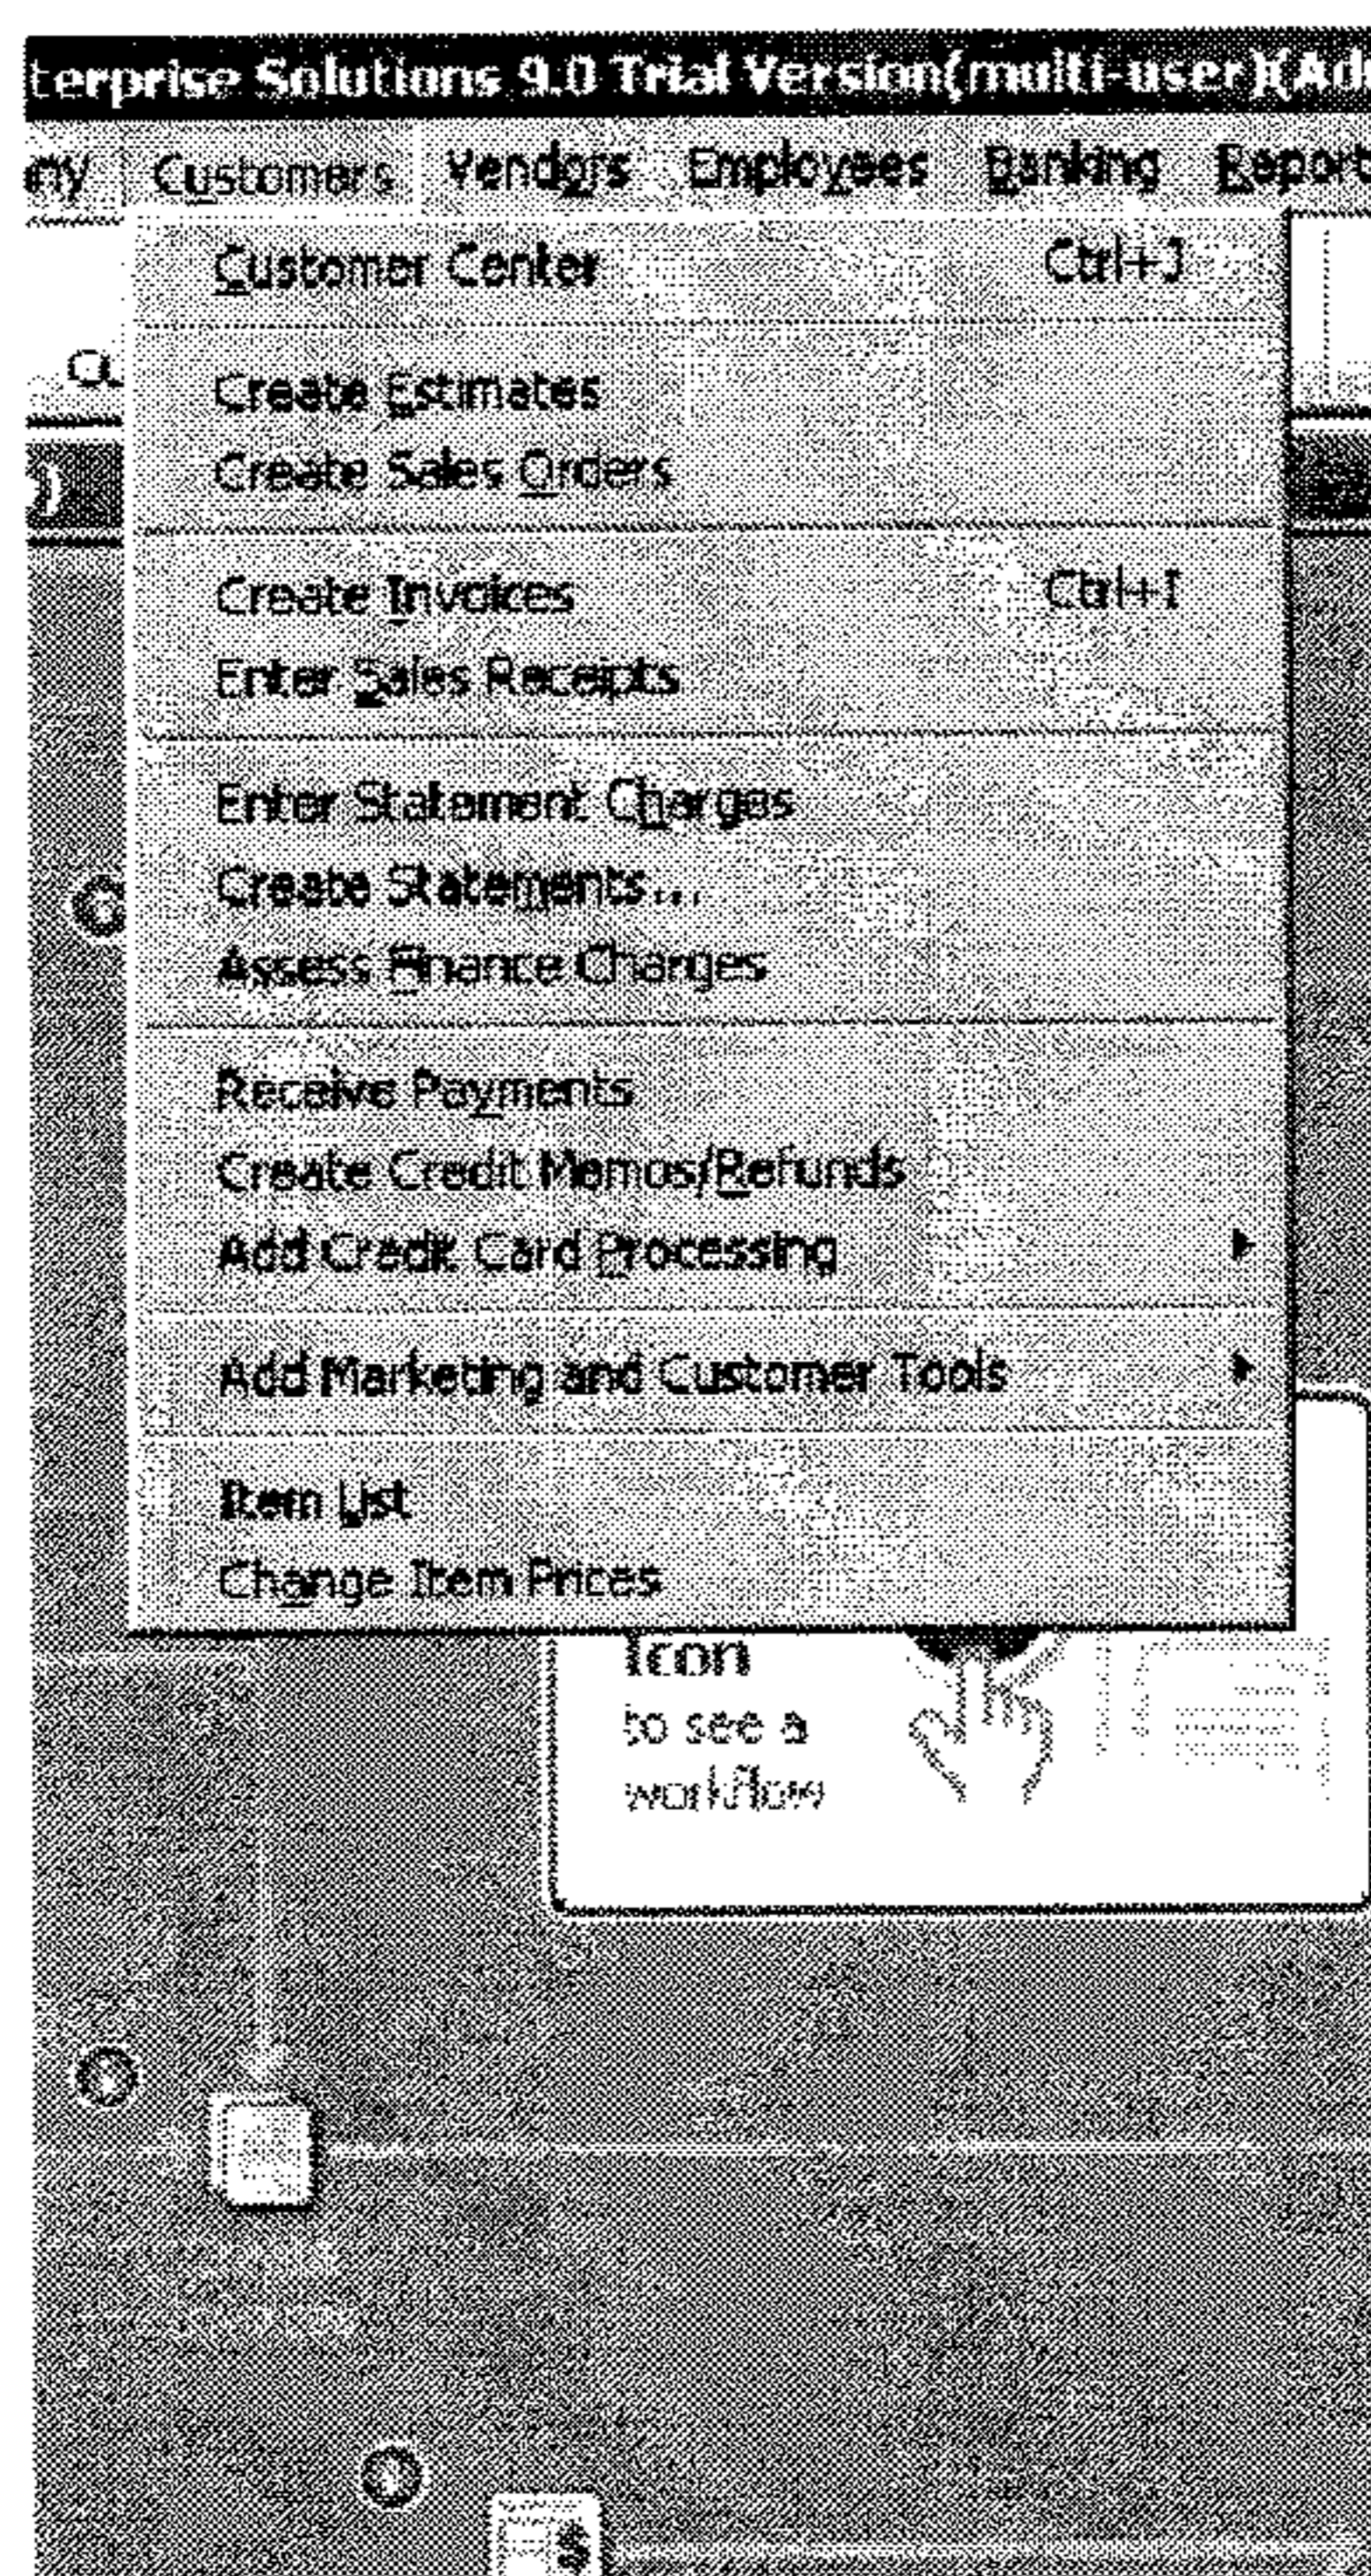 terprise Solutions 9.0 Trial Version(multi-user)(Ad
ny Customers Vendors Employees Banking Report
Customer Center Ctrl+J
Create Estimates
Create Sales Orders
Create Invoices Ctrl+I
Enter Sales Receipts
Enter Statement Charges
Create Statements...
Assess Finance Charges
Receive Payments
Create Credit Memos/Refunds
Add Credit Card Processing
Add Marketing and Customer Tools
Item List
Change Item Prices
Icon
to see a
workflow
$